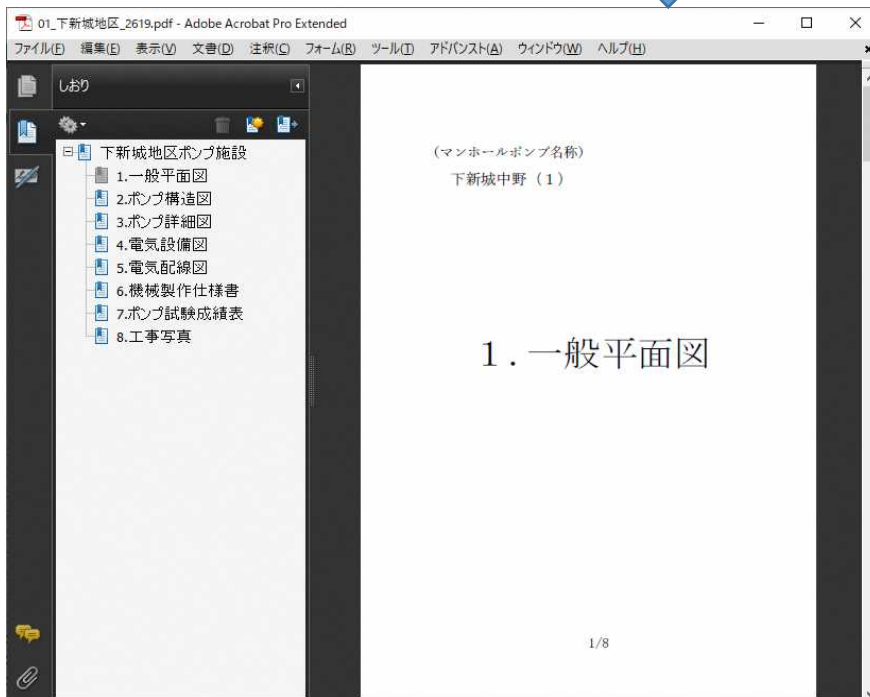 01_下新城地区_2619.pdf - Adobe Acrobat Pro Extended
ファイル(F) 編集(E) 表示(V) 文書(D) 注釈(C) フォーム(R) ツール(T) アドバンスト(A) ウィンドウ(W) ヘルプ(H)
しおり
下新城地区ポンプ施設
1.一般平面図
2.ポンプ構造図
3.ポンプ詳細図
4.電気設備図
5.電気配線図
6.機械製作仕様書
7.ポンプ試験成績表
8.工事写真
(マンホールポンプ名称)
下新城中野(1)
1.一般平面図
1/8